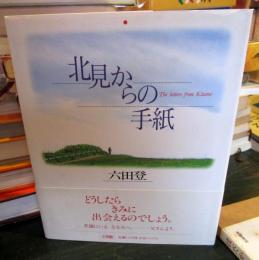 北見からの
手紙
The letters from Kitami
六田登
どうしたら
きみに
出会えるのでしょう。